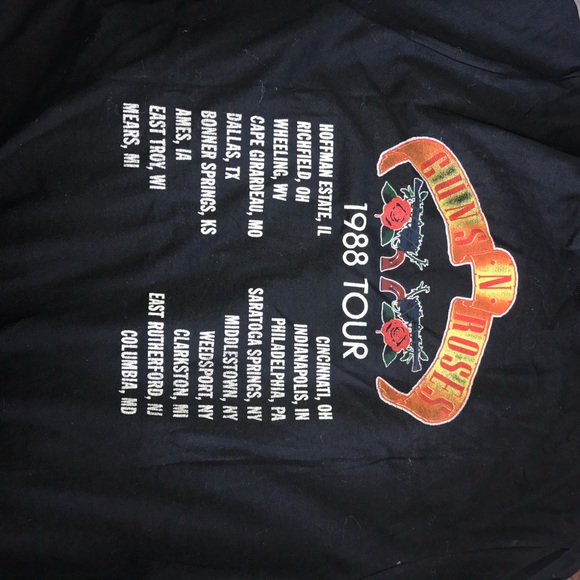 GUNS · N · ROSES
1988 TOUR
HOFFMAN ESTATE, IL
RICHFIELD, OH
WHEELING, WV
CAPE GIRARDEAU, MO
DALLAS, TX
BONNER SPRINGS, KS
AMES, IA
EAST TROY, WI
MEARS, MI
CINCINNATI, OH
INDIANAPOLIS, IN
PHILADELPHIA, PA
SARATOGA SPRINGS, NY
MIDDLESTOWN, NY
WEEDSPORT, NY
CLARKSTON, MI
EAST RUTHERFORD, NJ
COLUMBIA, MD